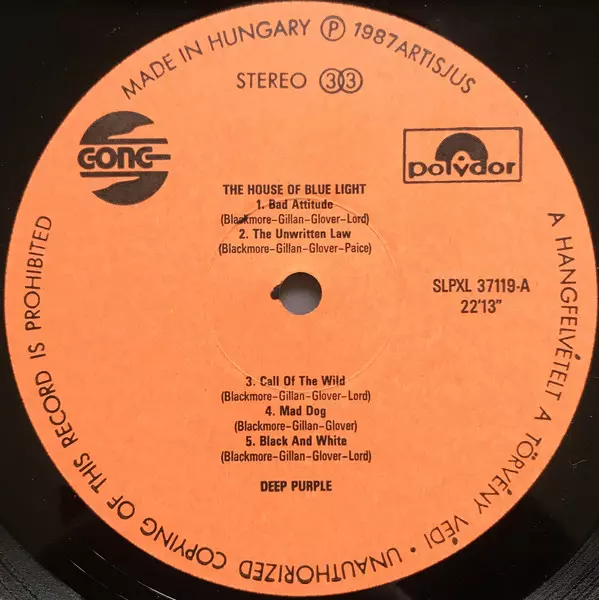 MADE IN HUNGARY Ⓟ 1987 ARTISJUS
STEREO 33
GONG
polydor
THE HOUSE OF BLUE LIGHT
1. Bad Attitude
(Blackmore-Gillan-Glover-Lord)
2. The Unwritten Law
(Blackmore-Gillan-Glover-Paice)
SLPXL 37119-A
22'13"
3. Call Of The Wild
(Blackmore-Gillan-Glover-Lord)
4. Mad Dog
(Blackmore-Gillan-Glover)
5. Black And White
(Blackmore-Gillan-Glover-Lord)
DEEP PURPLE
A HANGFELVÉTELT A TÖRVÉNY VÉDI • UNAUTHORIZED COPYING OF THIS RECORD IS PROHIBITED